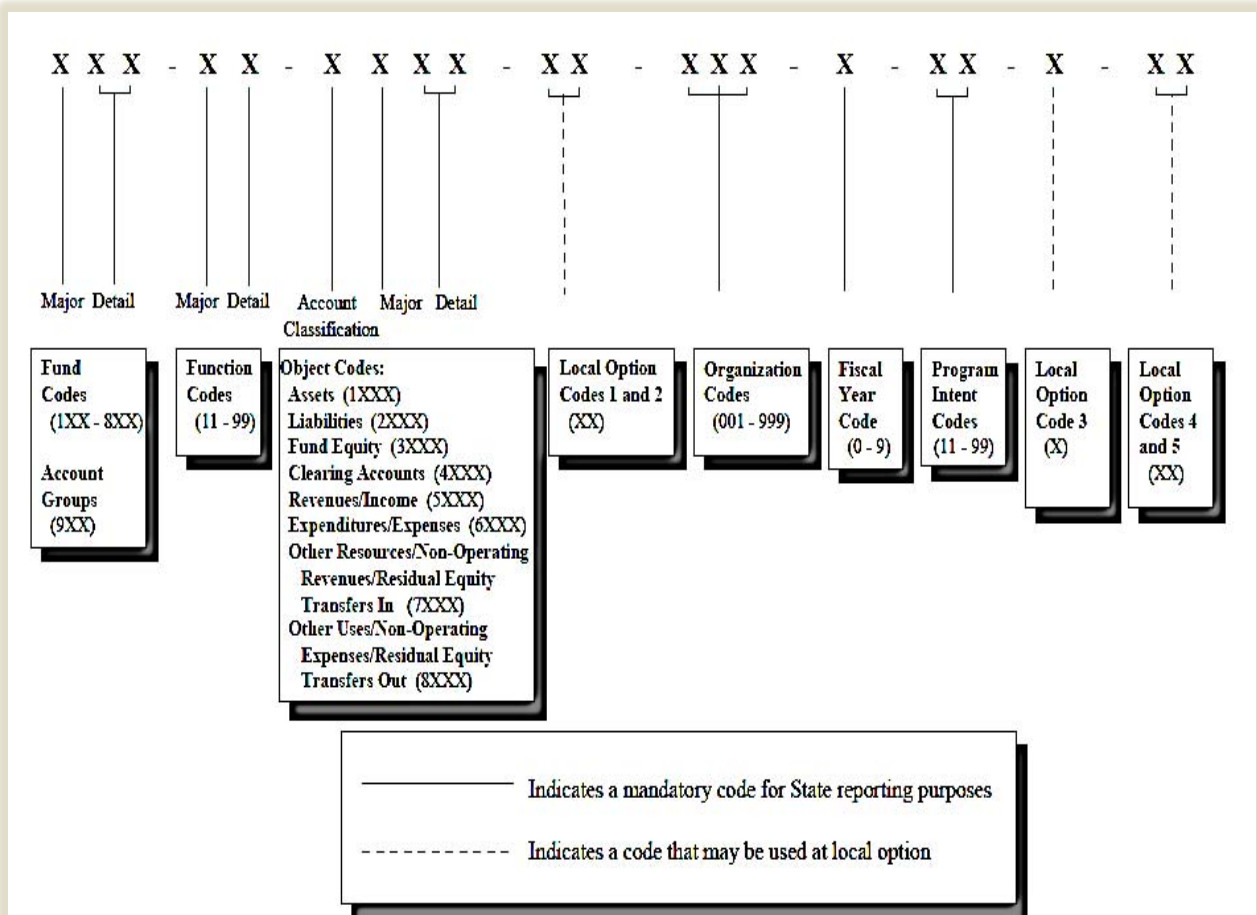 X X X - X X - X X X X - X X - X X X - X - X X - X - X X
Major Detail Major Detail Account Major Detail
Classification
Fund
Codes
(1XX - 8XX)
Account
Groups
(9XX)
Function
Codes
(11 - 99)
Object Codes:
Assets (1XXX)
Liabilities (2XXX)
Fund Equity (3XXX)
Clearing Accounts (4XXX)
Revenues/Income (5XXX)
Expenditures/Expenses (6XXX)
Other Resources/Non-Operating
Revenues/Residual Equity
Transfers In (7XXX)
Other Uses/Non-Operating
Expenses/Residual Equity
Transfers Out (8XXX)
Local Option
Codes 1 and 2
(XX)
Organization
Codes
(001 - 999)
Fiscal
Year
Code
(0 - 9)
Program
Intent
Codes
(11 - 99)
Local
Option
Code 3
(X)
Local
Option
Codes 4
and 5
(XX)
Indicates a mandatory code for State reporting purposes
Indicates a code that may be used at local option